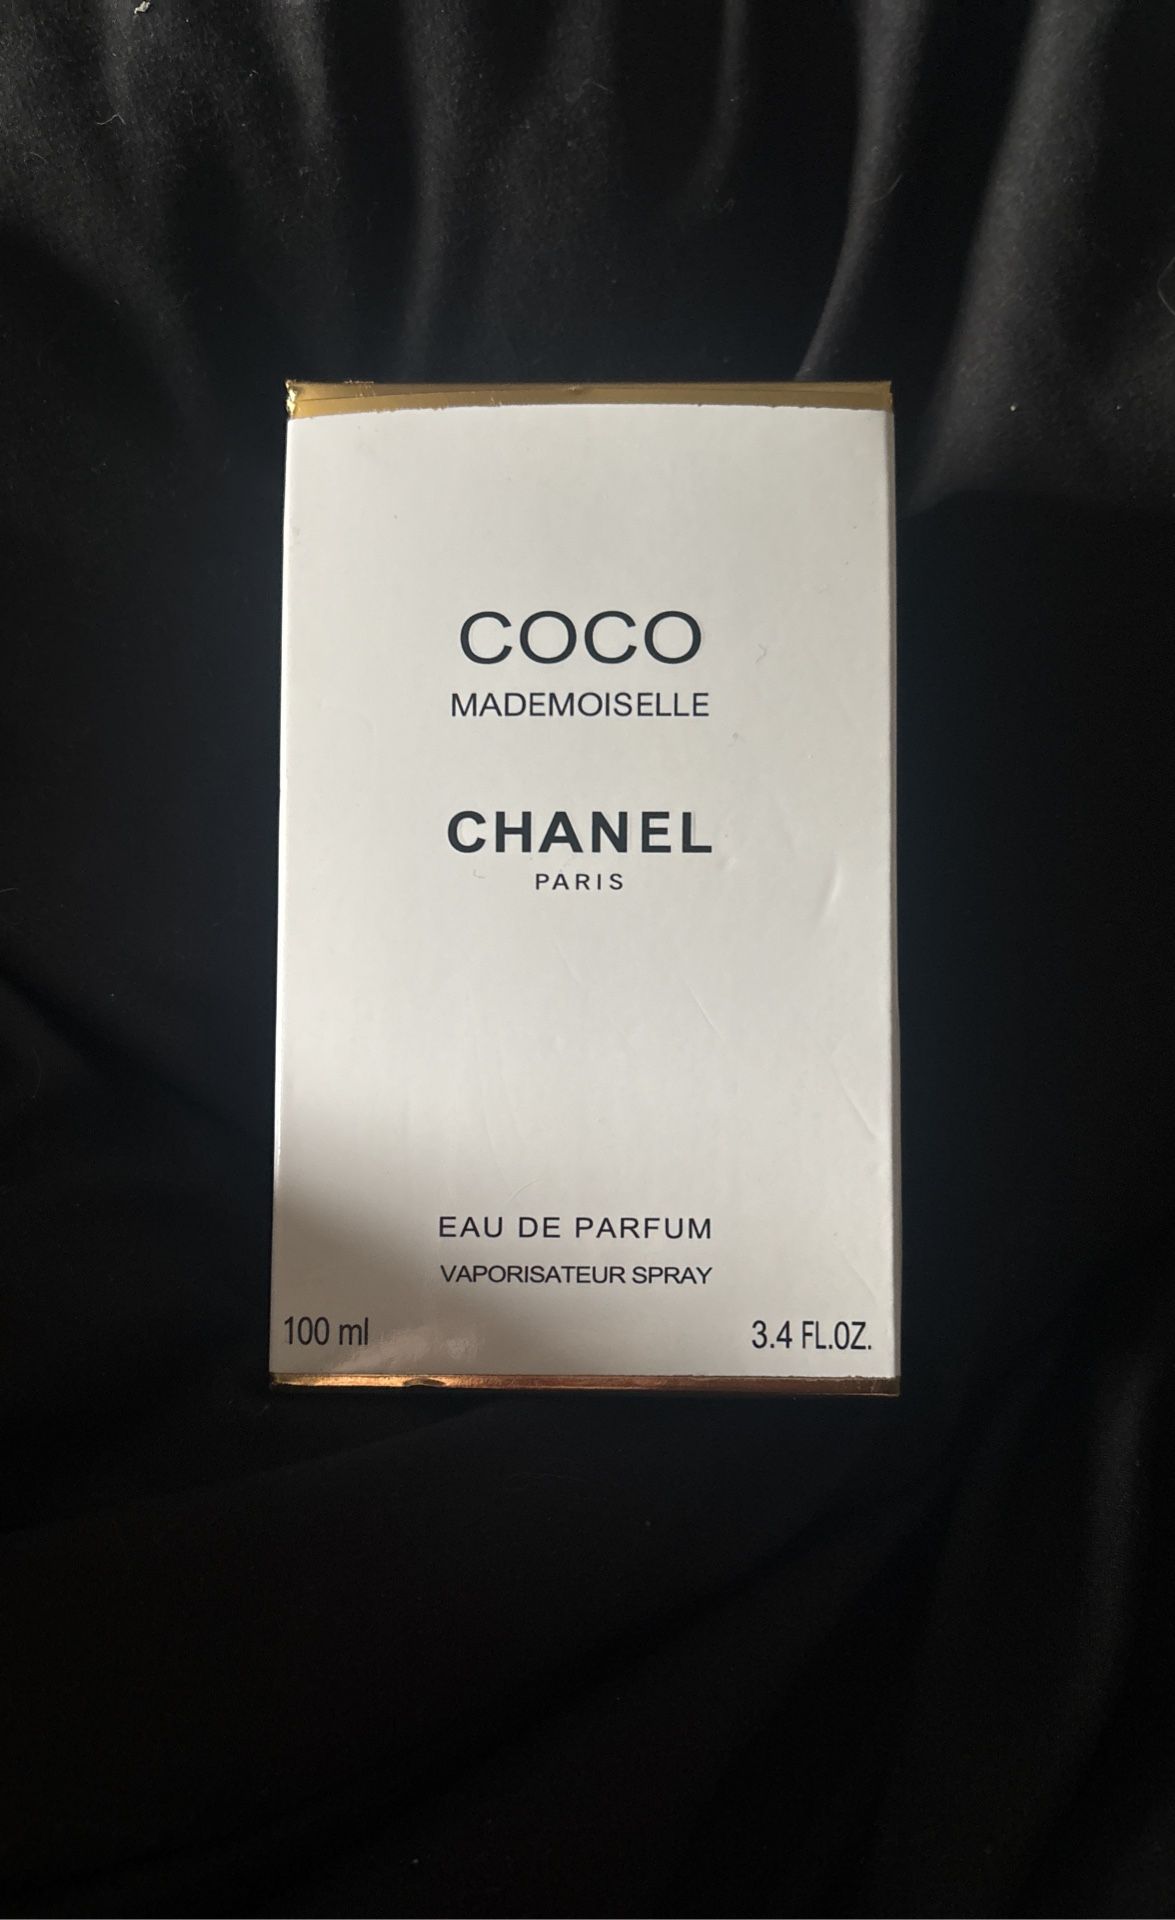 COCO
MADEMOISELLE
CHANEL
PARIS
EAU DE PARFUM
VAPORISATEUR SPRAY
100 ml 3.4 FL.OZ.